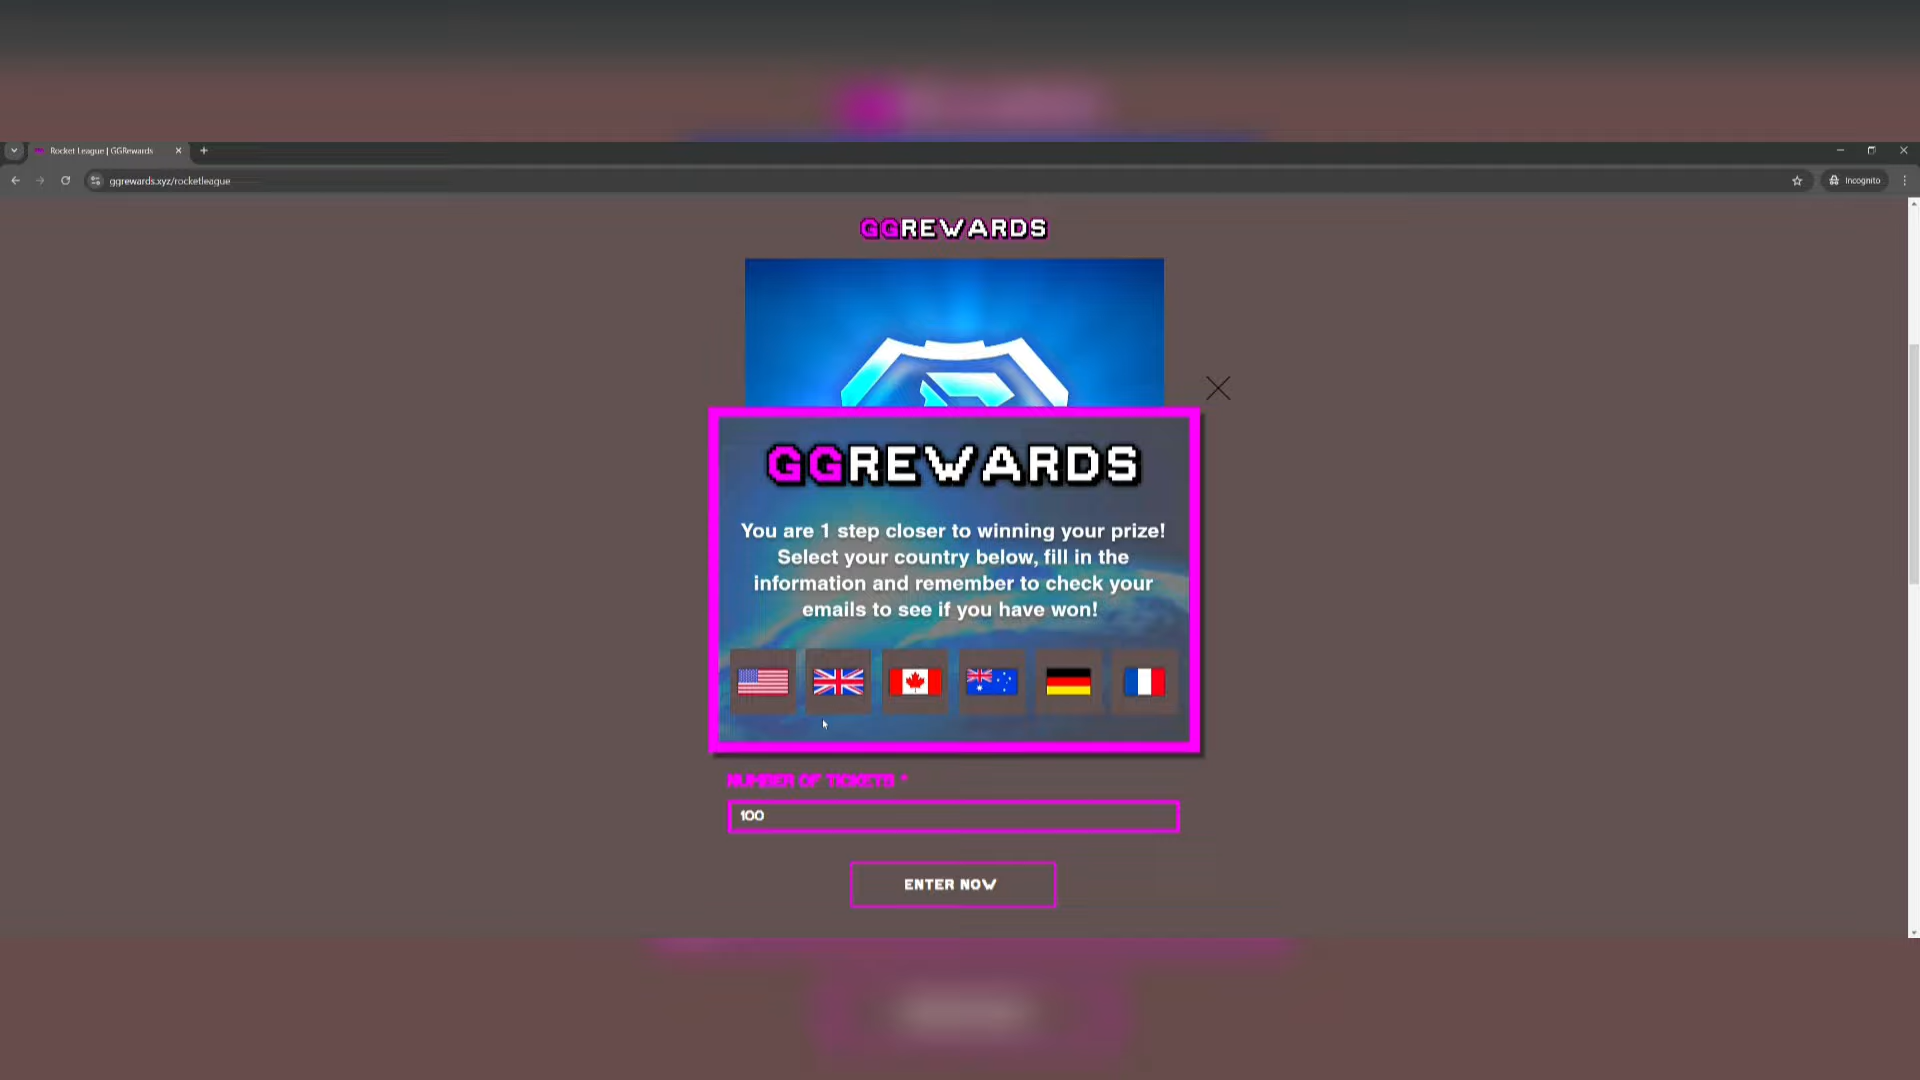 Rocket League | GGRewards
ggrewards.xyz/rocketleague
Incognito
GGREWARDS
GGREWARDS
You are 1 step closer to winning your prize!
Select your country below, fill in the
information and remember to check your
emails to see if you have won!
NUMBER OF TICKETS *
100
ENTER NOW